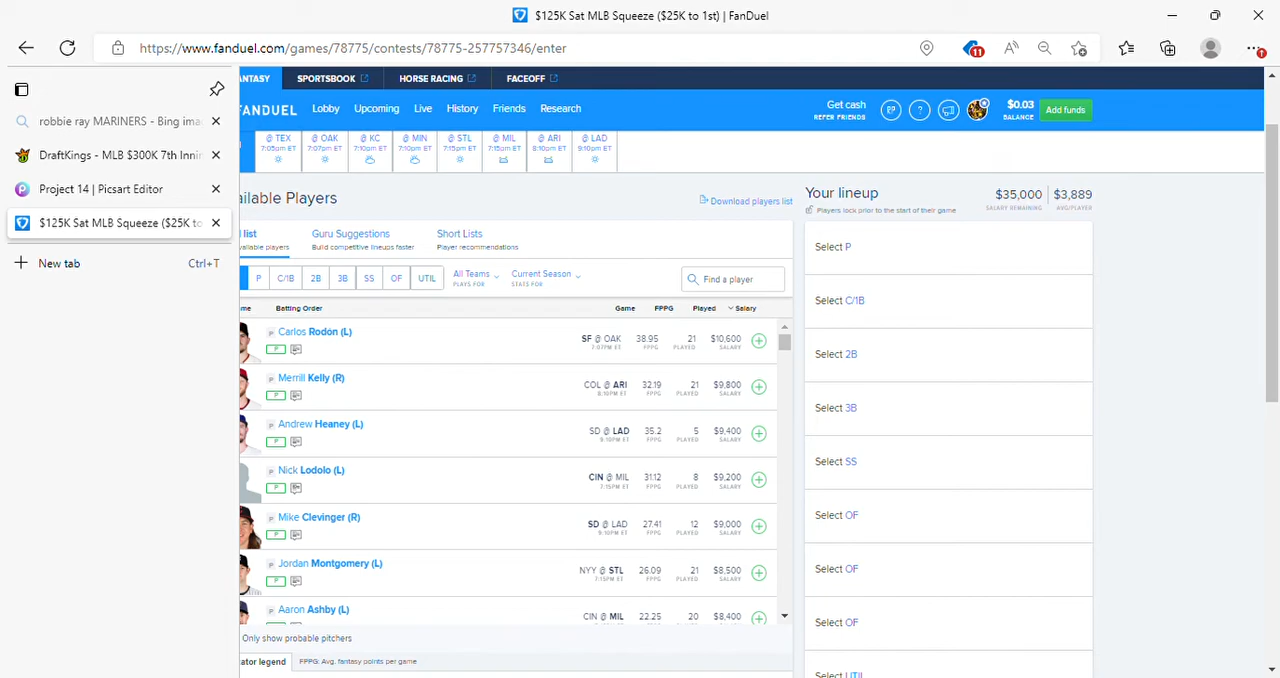 $125K Sat MLB Squeeze ($25K to 1st) | FanDuel
https://www.fanduel.com/games/78775/contests/78775-257757346/enter
11
robbie ray MARINERS - Bing ima
DraftKings - MLB $300K 7th Innin
Project 14 | Picsart Editor
$125K Sat MLB Squeeze ($25K to
New tab Ctrl+T
ANTASY SPORTSBOOK HORSE RACING FACEOFF
FANDUEL Lobby Upcoming Live History Friends Research
Get cash
REFER FRIENDS
$0.03
BALANCE
Add funds
@ TEX @ OAK @ KC @ MIN @ STL @ MIL @ ARI @ LAD
7:05pm ET 7:07pm ET 7:10pm ET 7:10pm ET 7:15pm ET 7:15pm ET 8:10pm ET 9:10pm ET
ailable Players
Download players list
list Guru Suggestions Short Lists
vailable players Build competitive lineups faster Player recommendations
P C/1B 2B 3B SS OF UTIL
All Teams
PLAYS FOR
Current Season
STATS FOR
Find a player
me Batting Order Game FPPG Played Salary
P Carlos Rodón (L) SF @ OAK 38.95 21 $10,600
P 7:07PM ET FPPG PLAYED SALARY
P Merrill Kelly (R) COL @ ARI 32.19 21 $9,800
P 8:10PM ET FPPG PLAYED SALARY
P Andrew Heaney (L) SD @ LAD 35.2 5 $9,400
P 9:10PM ET FPPG PLAYED SALARY
P Nick Lodolo (L) CIN @ MIL 31.12 8 $9,200
P 7:15PM ET FPPG PLAYED SALARY
P Mike Clevinger (R) SD @ LAD 27.41 12 $9,000
P 9:10PM ET FPPG PLAYED SALARY
P Jordan Montgomery (L) NYY @ STL 26.09 21 $8,500
P 7:15PM ET FPPG PLAYED SALARY
P Aaron Ashby (L) CIN @ MIL 22.25 20 $8,400
Only show probable pitchers
ator legend FPPG: Avg. fantasy points per game
Your lineup
Players lock prior to the start of their game
$35,000 $3,889
SALARY REMAINING AVG/PLAYER
Select P
Select C/1B
Select 2B
Select 3B
Select SS
Select OF
Select OF
Select OF
Select UTIL